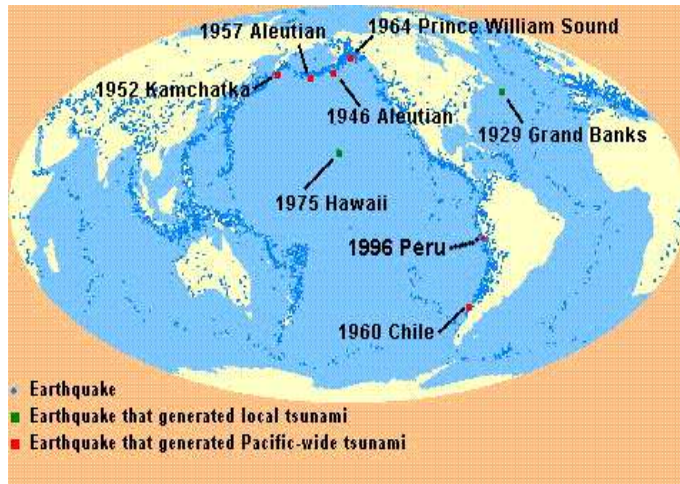 1957 Aleutian
1964 Prince William Sound
1952 Kamchatka
1946 Aleutian
1929 Grand Banks
1975 Hawaii
1996 Peru
1960 Chile
Earthquake
Earthquake that generated local tsunami
Earthquake that generated Pacific-wide tsunami